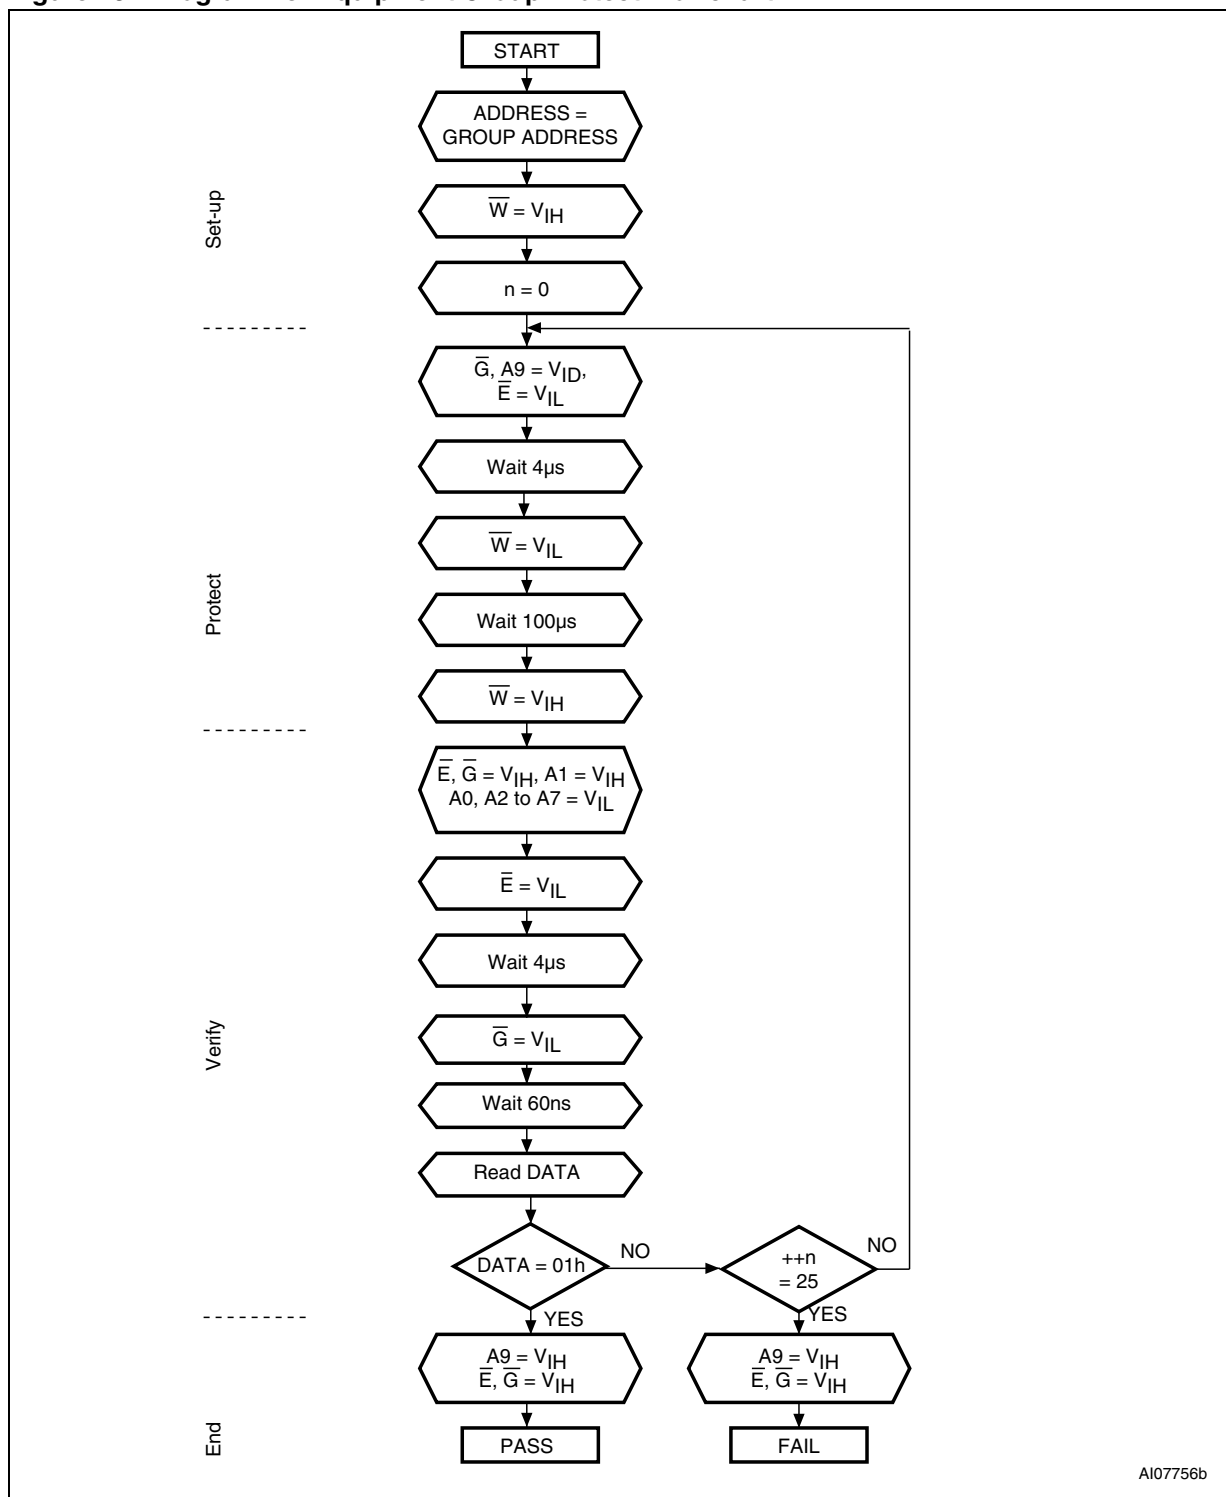 START
ADDRESS =
GROUP ADDRESS
W̅ = VIH
Set-up
n = 0
G̅, A9 = VID,
E̅ = VIL
Wait 4µs
W̅ = VIL
Protect
Wait 100µs
W̅ = VIH
E̅, G̅ = VIH, A1 = VIH
A0, A2 to A7 = VIL
E̅ = VIL
Wait 4µs
Verify
G̅ = VIL
Wait 60ns
Read DATA
DATA = 01h
NO
++n
= 25
NO
YES
YES
A9 = VIH
E̅, G̅ = VIH
A9 = VIH
E̅, G̅ = VIH
End
PASS
FAIL
AI07756b